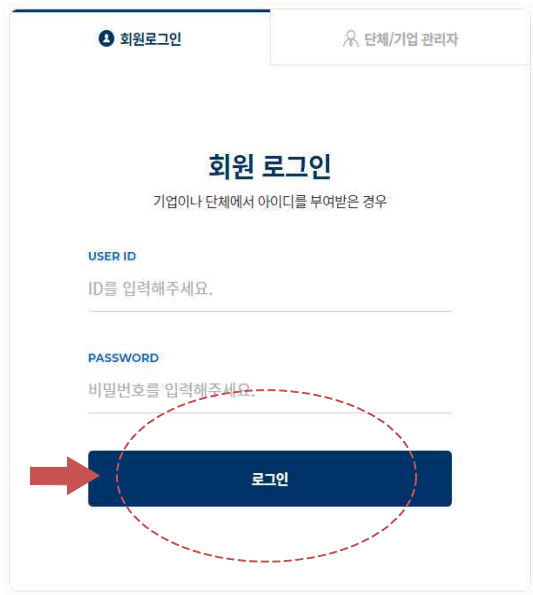 회원로그인
단체/기업 관리자
회원 로그인
기업이나 단체에서 아이디를 부여받은 경우
USER ID
ID를 입력해주세요.
PASSWORD
비밀번호를 입력해주세요.
로그인